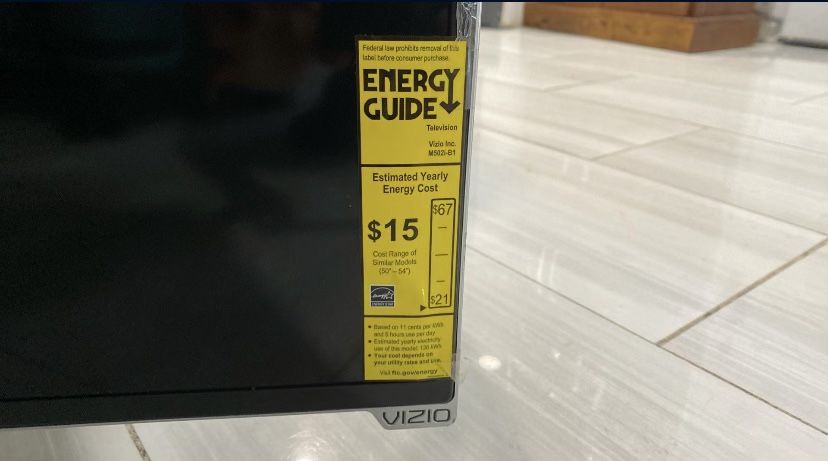 Federal law prohibits removal of this
label before consumer purchase.
ENERGY
GUIDE
Television
Vizio Inc.
M502i-B1
Estimated Yearly
Energy Cost
$67
$15
Cost Range of
Similar Models
(50"– 54")
$21
ENERGY STAR
• Based on 11 cents per kWh
and 5 hours use per day
• Estimated yearly electricity
use of this model: 136 kWh
• Your cost depends on
your utility rates and use.
Visit ftc.gov/energy
VIZIO